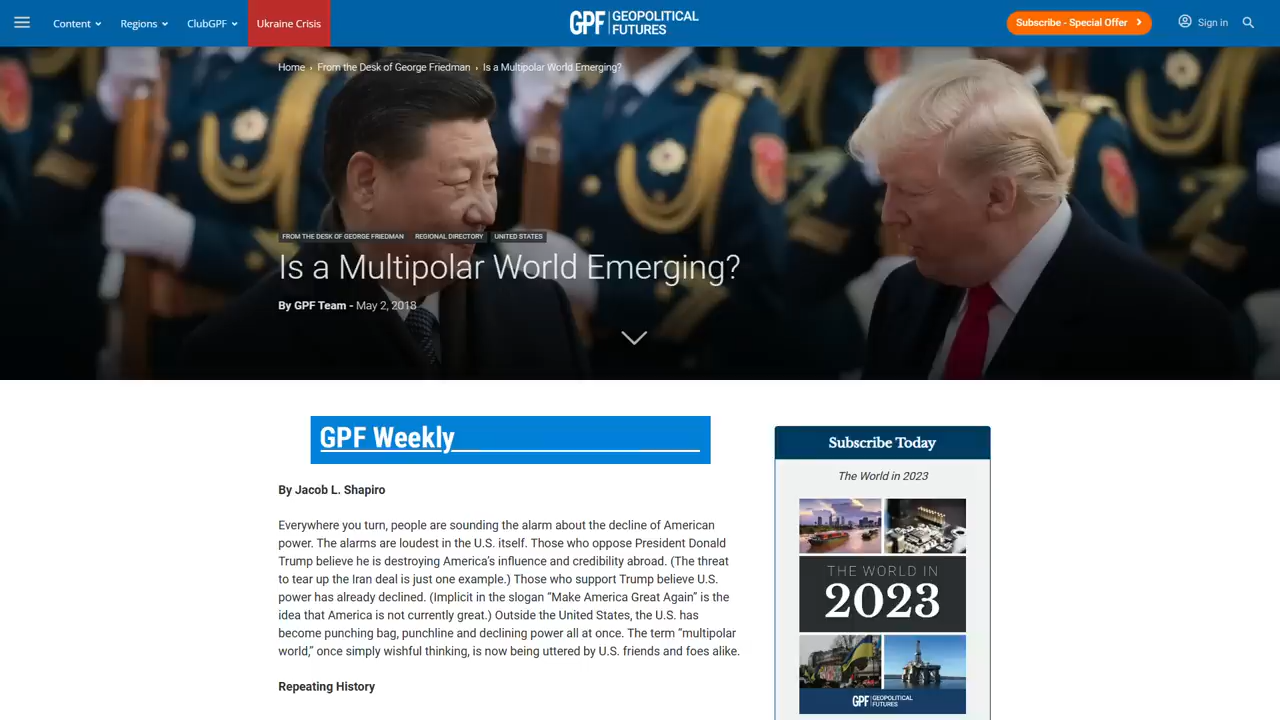 Content
Regions
ClubGPF
Ukraine Crisis
GPF
GEOPOLITICAL
FUTURES
Subscribe - Special Offer
Sign in
Home › From the Desk of George Friedman › Is a Multipolar World Emerging?
FROM THE DESK OF GEORGE FRIEDMAN
REGIONAL DIRECTORY
UNITED STATES
Is a Multipolar World Emerging?
By GPF Team - May 2, 2018
GPF Weekly
By Jacob L. Shapiro
Everywhere you turn, people are sounding the alarm about the decline of American
power. The alarms are loudest in the U.S. itself. Those who oppose President Donald
Trump believe he is destroying America’s influence and credibility abroad. (The threat
to tear up the Iran deal is just one example.) Those who support Trump believe U.S.
power has already declined. (Implicit in the slogan “Make America Great Again” is the
idea that America is not currently great.) Outside the United States, the U.S. has
become punching bag, punchline and declining power all at once. The term “multipolar
world,” once simply wishful thinking, is now being uttered by U.S. friends and foes alike.
Repeating History
Subscribe Today
The World in 2023
THE WORLD IN
2023
GPF
GEOPOLITICAL
FUTURES